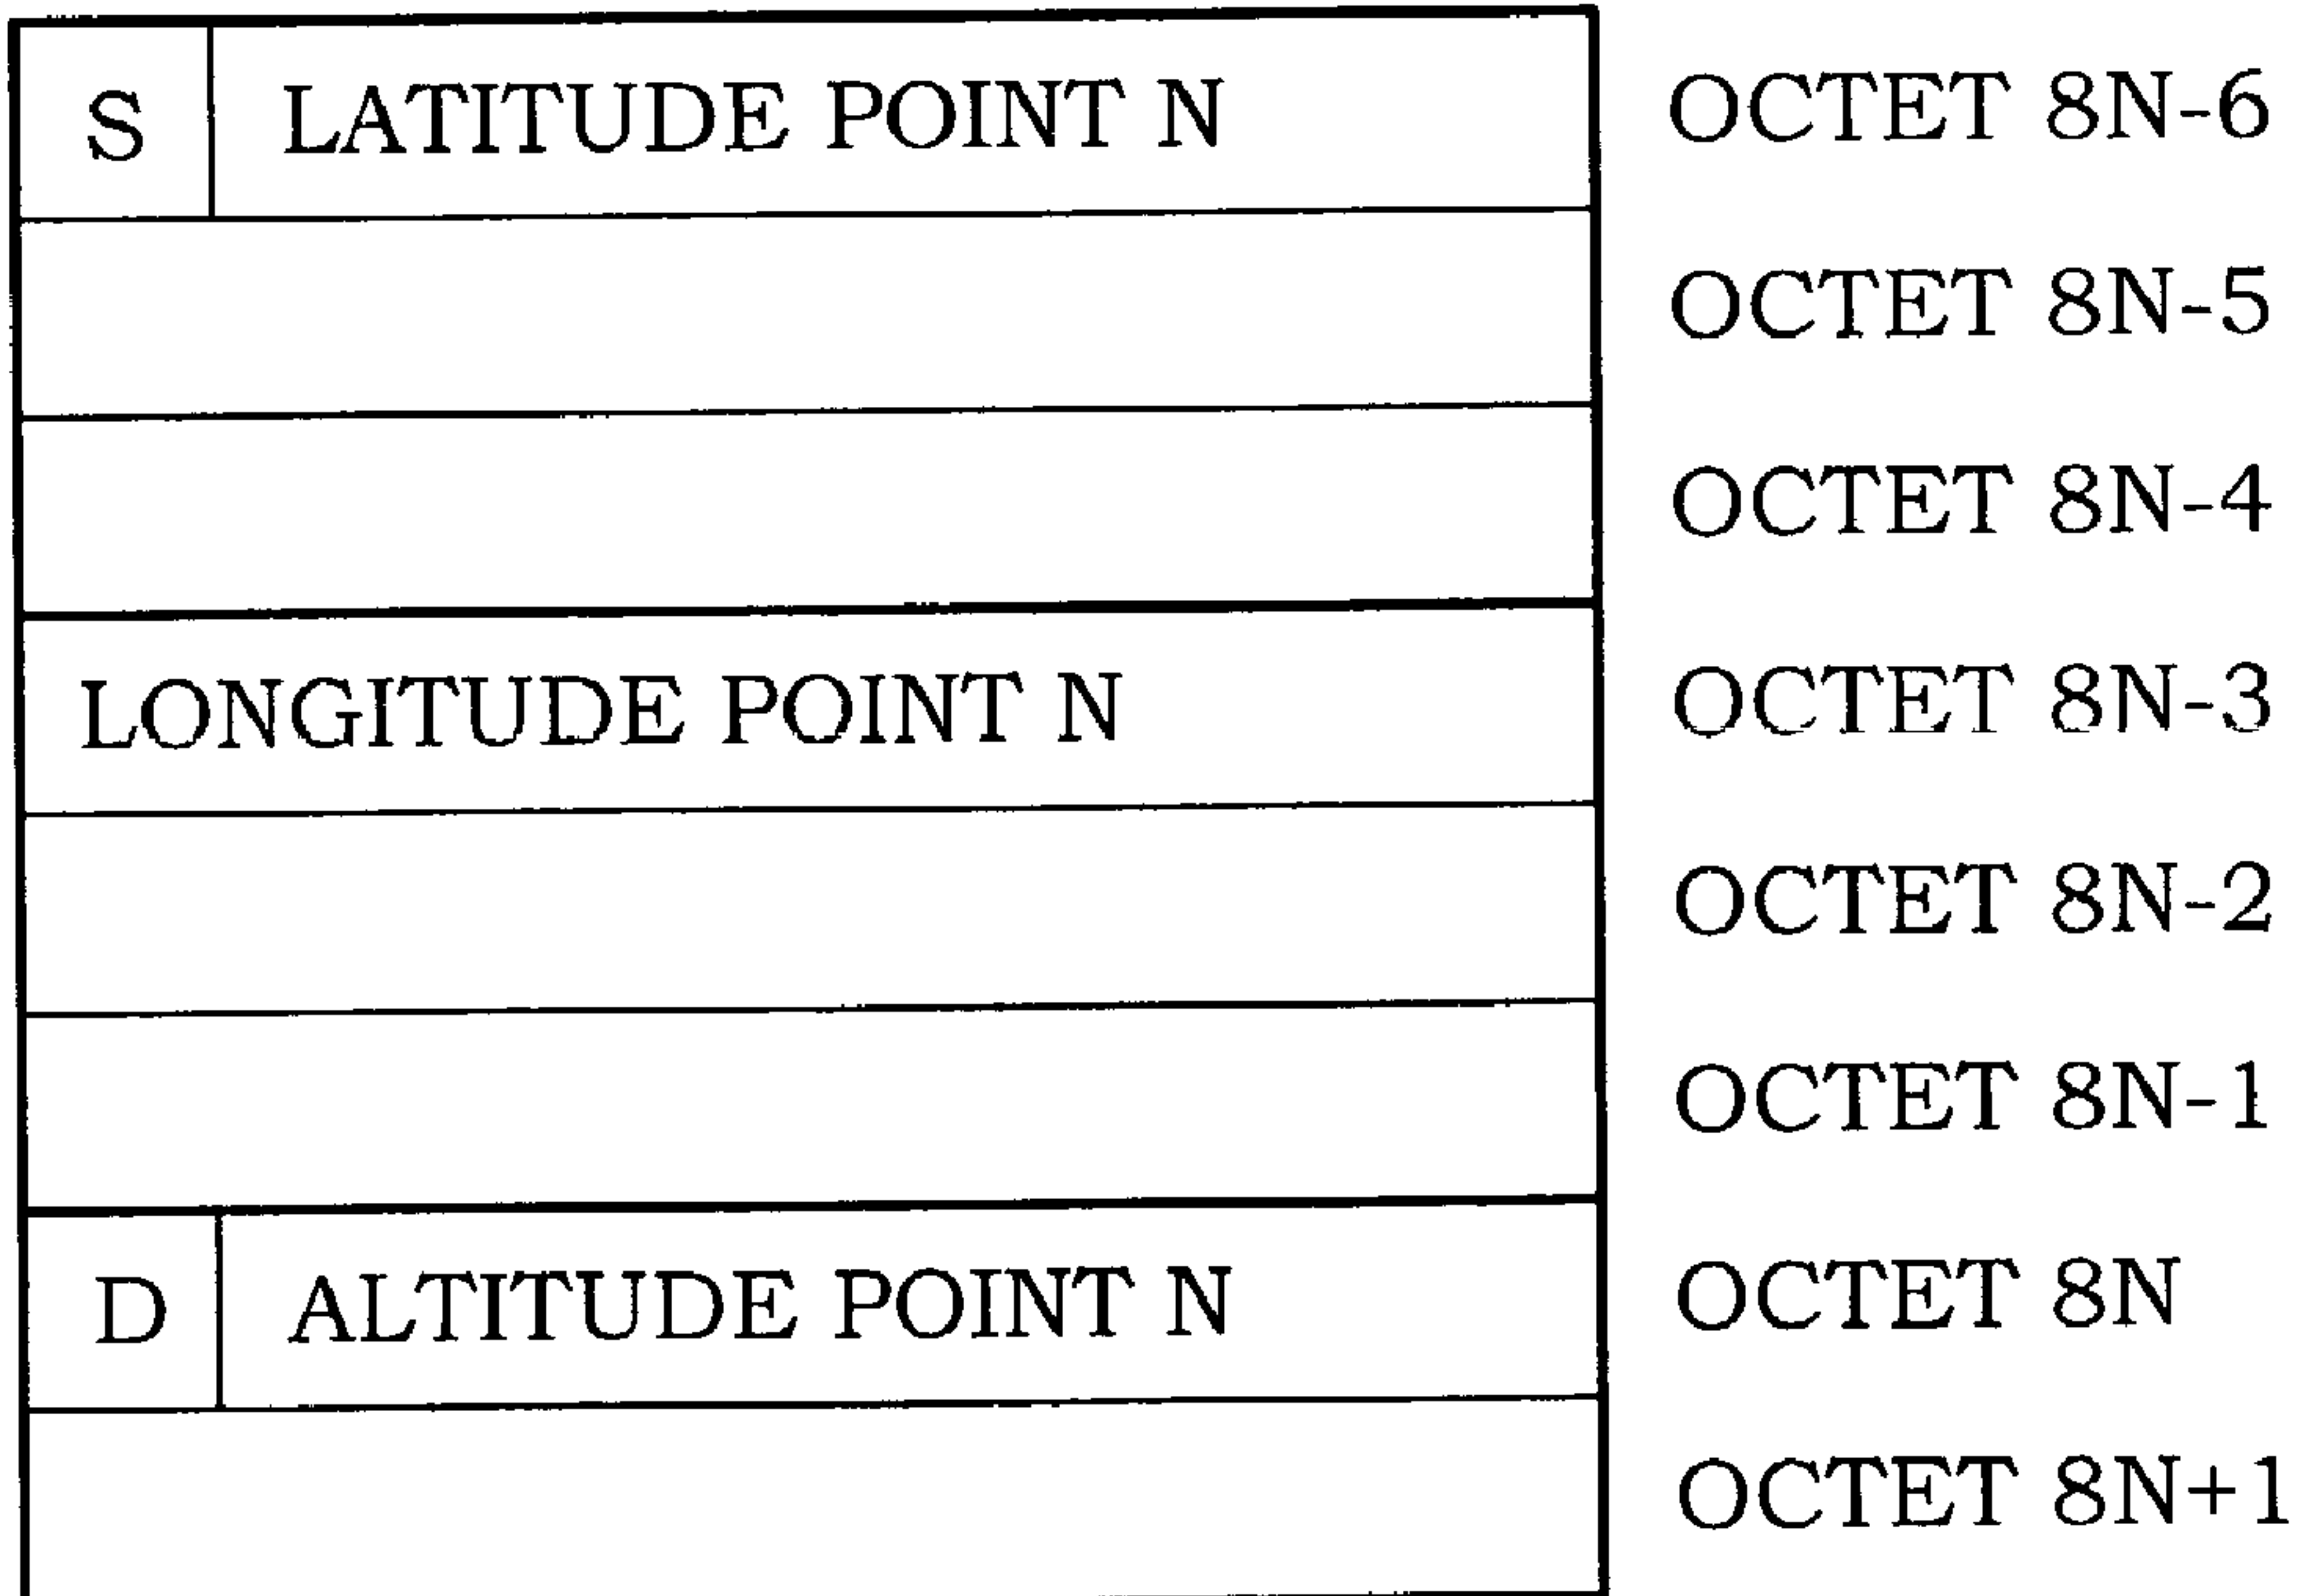 S LATITUDE POINT N OCTET 8N-6
OCTET 8N-5
OCTET 8N-4
LONGITUDE POINT N OCTET 8N-3
OCTET 8N-2
OCTET 8N-1
D ALTITUDE POINT N OCTET 8N
OCTET 8N+1